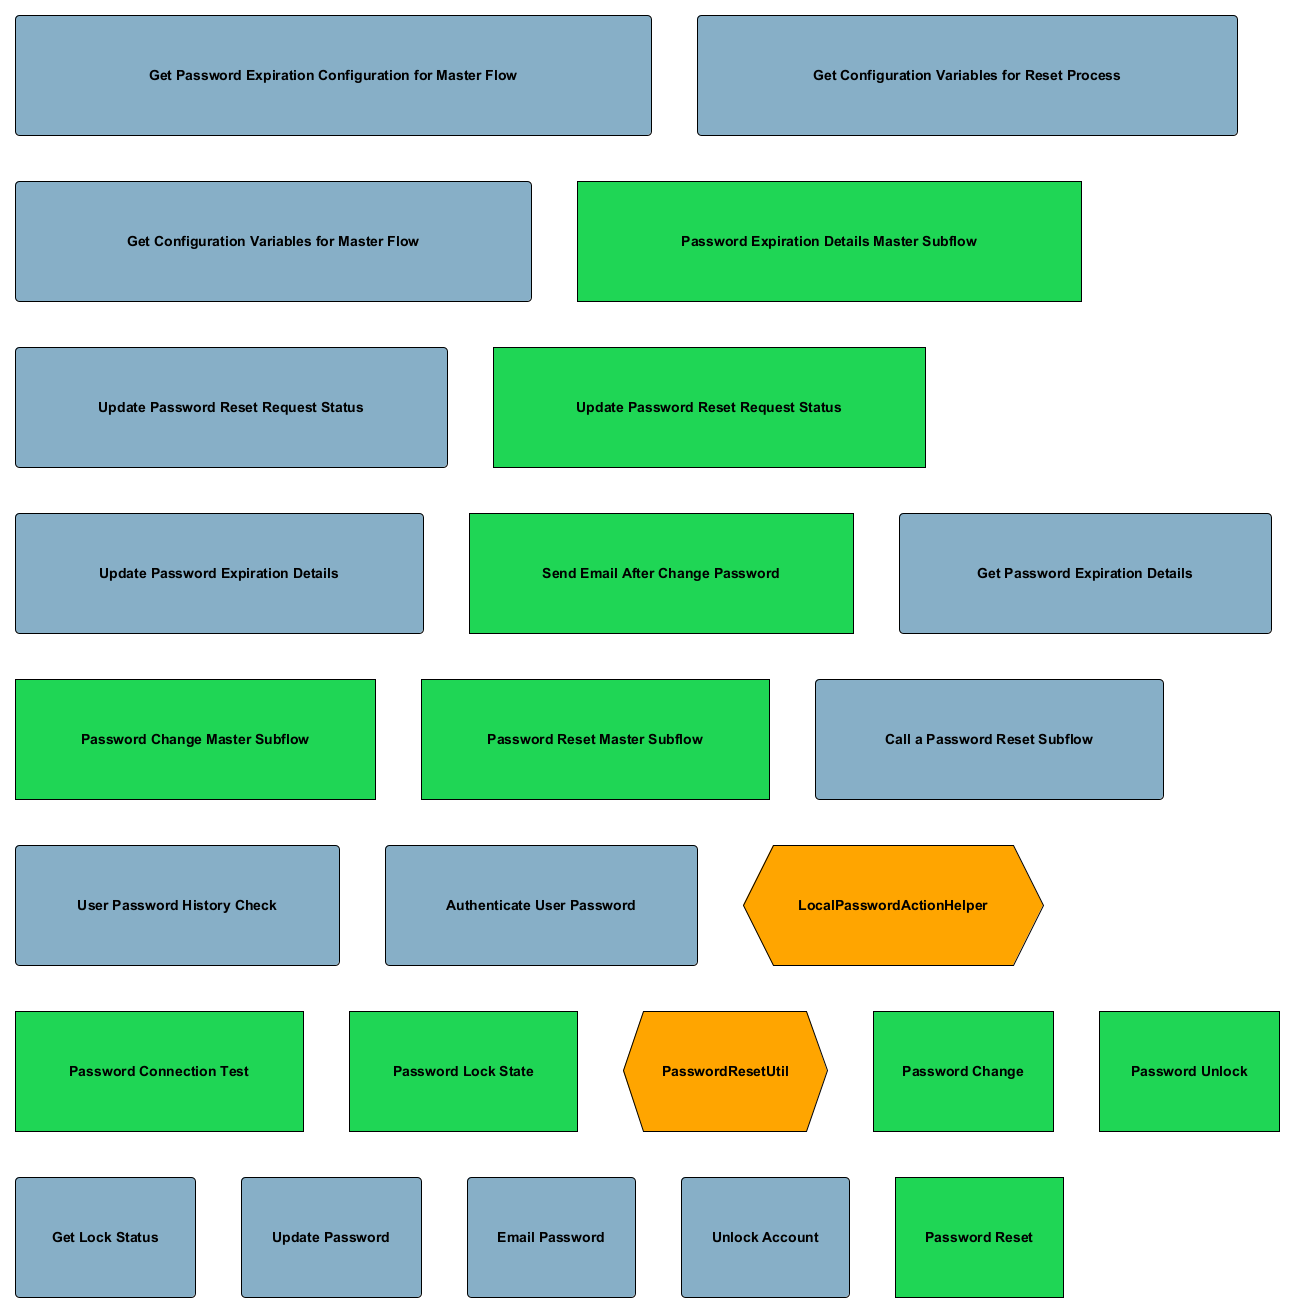 Get Password Expiration Configuration for Master Flow
Get Configuration Variables for Reset Process
Get Configuration Variables for Master Flow
Password Expiration Details Master Subflow
Update Password Reset Request Status
Update Password Reset Request Status
Update Password Expiration Details
Send Email After Change Password
Get Password Expiration Details
Password Change Master Subflow
Password Reset Master Subflow
Call a Password Reset Subflow
User Password History Check
Authenticate User Password
LocalPasswordActionHelper
Password Connection Test
Password Lock State
PasswordResetUtil
Password Change
Password Unlock
Get Lock Status
Update Password
Email Password
Unlock Account
Password Reset